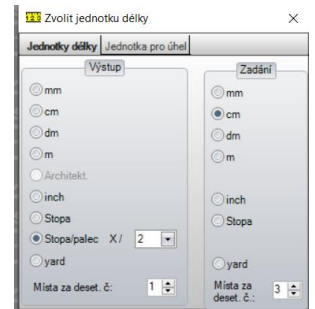 Zvolit jednotku délky
Jednotky délky
Jednotka pro úhel
Výstup
mm
cm
dm
m
Architekt.
inch
Stopa
Stopa/palec X / 2
yard
Místa za deset. č: 1
Zadání
mm
cm
dm
m
inch
Stopa
yard
Místa za
deset. č.: 3